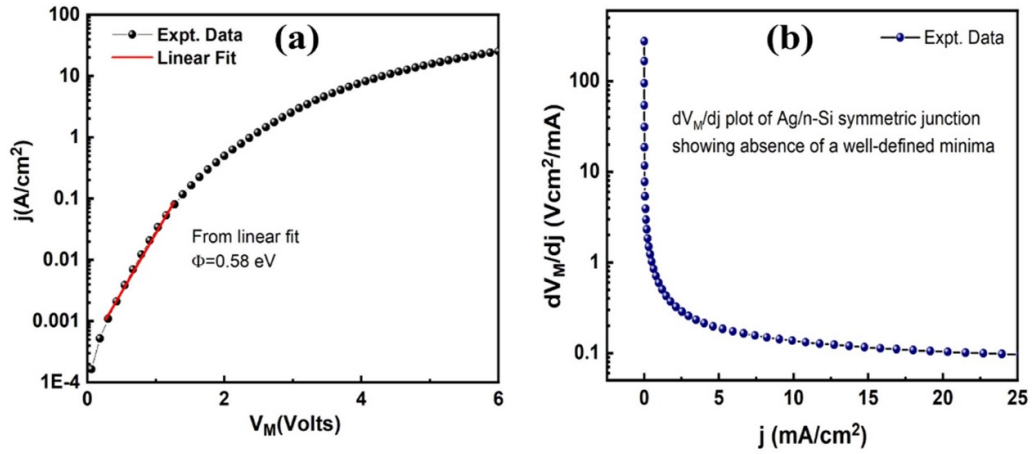 (a)
Expt. Data
Linear Fit
From linear fit
Φ=0.58 eV
100
10
1
0.1
0.01
0.001
1E-4
j(A/cm²)
0
2
4
6
V_M(Volts)
(b)
Expt. Data
dV_M/dj plot of Ag/n-Si symmetric junction
showing absence of a well-defined minima
100
10
1
0.1
dV_M/dj (Vcm²/mA)
0
5
10
15
20
25
j (mA/cm²)